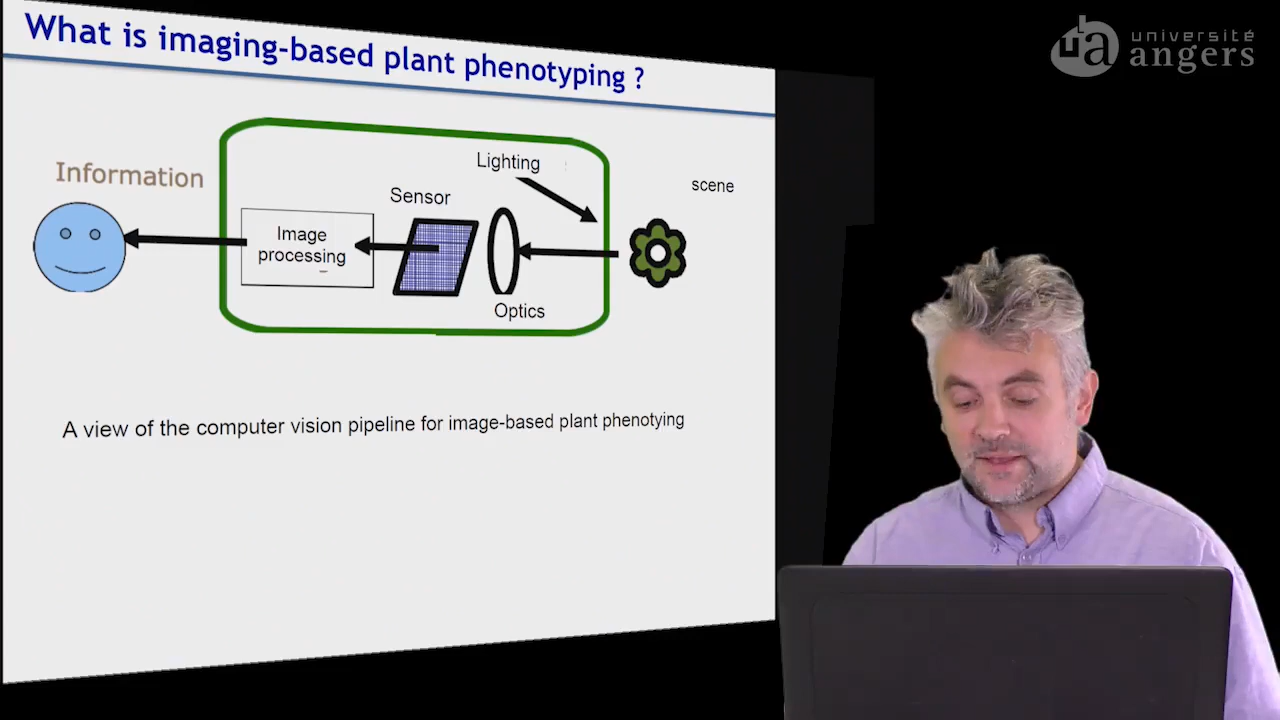 What is imaging-based plant phenotyping ?
université
angers
Information
Lighting
scene
Sensor
Image
processing
Optics
A view of the computer vision pipeline for image-based plant phenotying